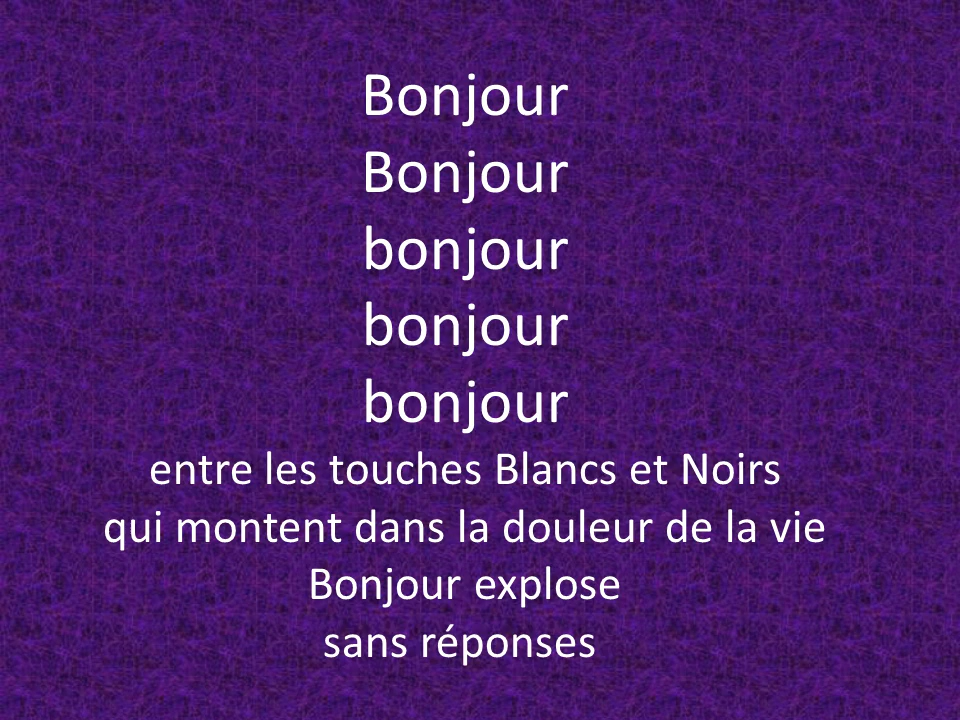 Bonjour
Bonjour
bonjour
bonjour
bonjour
entre les touches Blancs et Noirs
qui montent dans la douleur de la vie
Bonjour explose
sans réponses